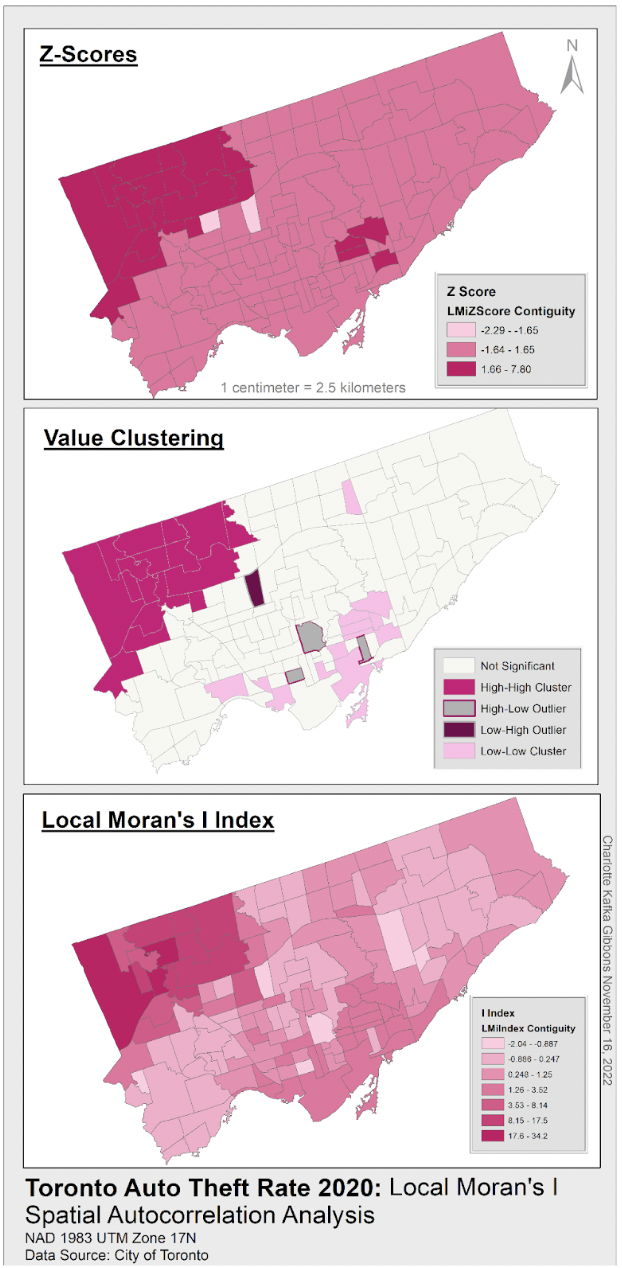 Z-Scores
N
Z Score
LMiZScore Contiguity
-2.29 - -1.65
-1.64 - 1.65
1.66 - 7.80
1 centimeter = 2.5 kilometers
Value Clustering
Not Significant
High-High Cluster
High-Low Outlier
Low-High Outlier
Low-Low Cluster
Local Moran's I Index
Charlotte Kafka Gibbons November 16, 2022
I Index
LMiIndex Contiguity
-2.04 - -0.887
-0.886 - 0.247
0.248 - 1.25
1.26 - 3.52
3.53 - 8.14
8.15 - 17.5
17.6 - 34.2
Toronto Auto Theft Rate 2020: Local Moran's I
Spatial Autocorrelation Analysis
NAD 1983 UTM Zone 17N
Data Source: City of Toronto